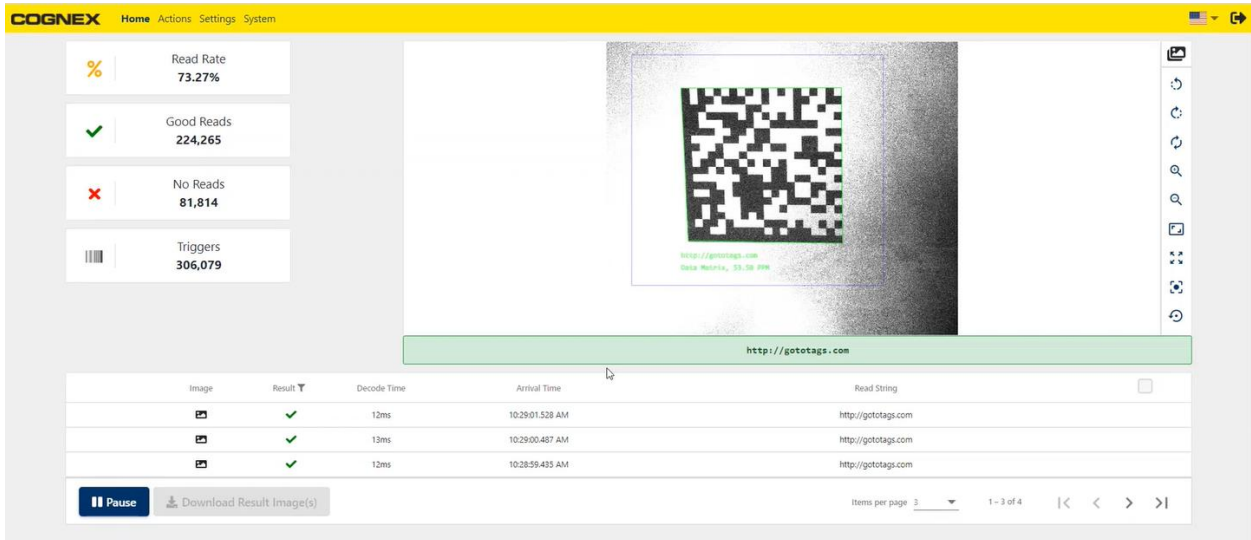 COGNEX Home Actions Settings System
Read Rate
73.27%
Good Reads
224,265
No Reads
81,814
Triggers
306,079
http://gototags.com
Data Matrix, 59.58 PPM
http://gototags.com
Image Result Decode Time Arrival Time Read String
12ms 10:29:01.528 AM http://gototags.com
13ms 10:29:00.487 AM http://gototags.com
12ms 10:28:59.435 AM http://gototags.com
Pause Download Result Image(s) Items per page 3 1 – 3 of 4